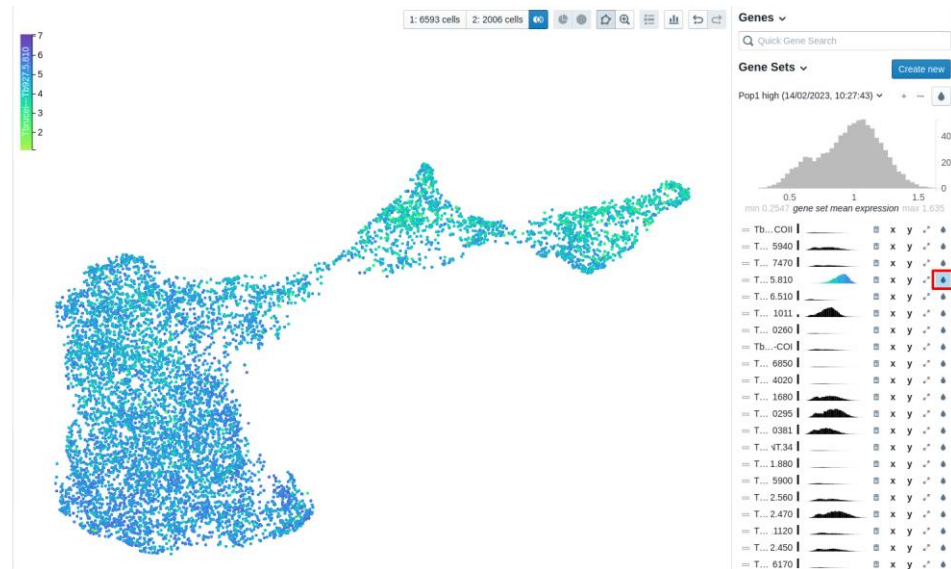 1: 6593 cells 2: 2006 cells
7
6
5
4
3
2
Genes
Quick Gene Search
Gene Sets
Create new
Pop1 high (14/02/2023, 10:27:43) + −
40
20
0
0.5 1 1.5
min 0.2547 gene set mean expression max 1.635
Tb...COII x y
T... 5940 x y
T... 7470 x y
T... 5.810 x y
T... 6.510 x y
T... 1011 x y
T... 0260 x y
Tb...-COI x y
T... 6850 x y
T... 4020 x y
T... 1680 x y
T... 0295 x y
T... 0381 x y
T... x y
T... 1.880 x y
T... 5900 x y
T... 2.560 x y
T... 2.470 x y
T... 1120 x y
T... 2.450 x y
T... 6170 x y